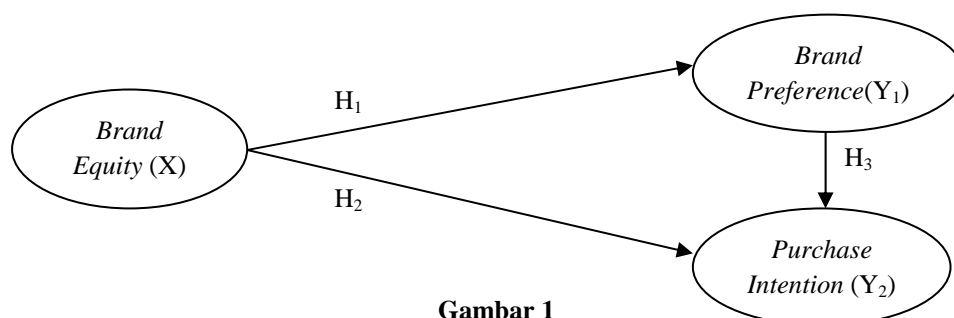 Brand
Preference(Y₁)
H₁
Brand
Equity (X)
H₃
H₂
Purchase
Intention (Y₂)
Gambar 1